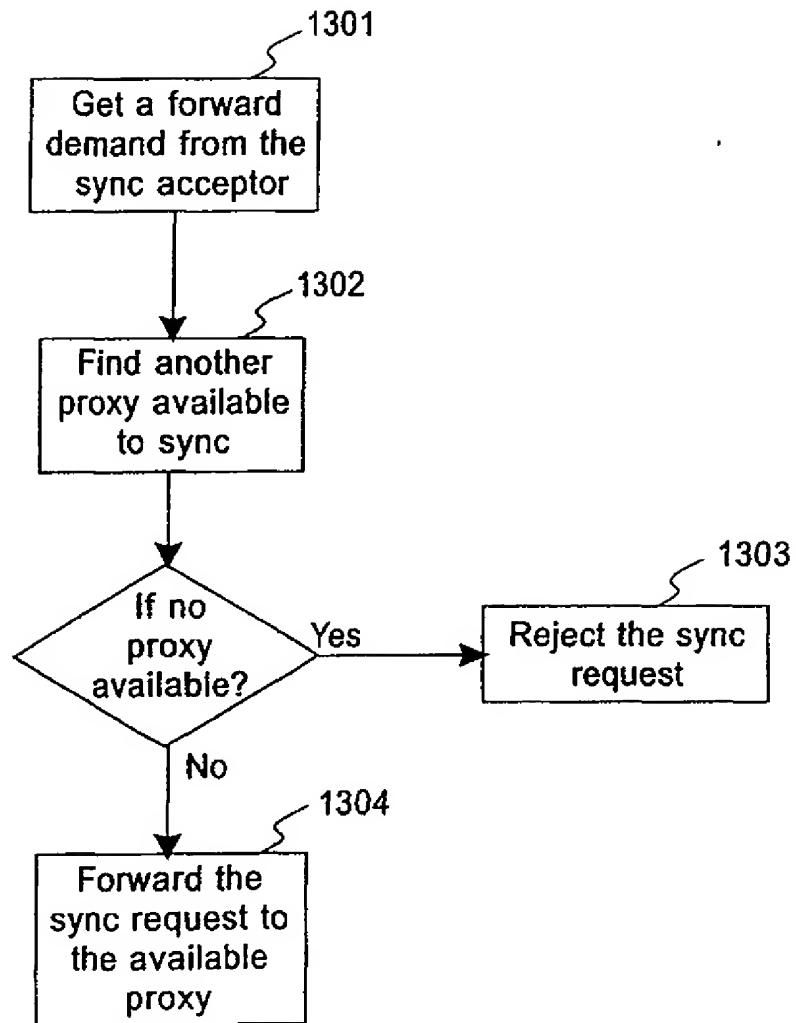 1301
Get a forward
demand from the
sync acceptor
1302
Find another
proxy available
to sync
If no
proxy
available?
Yes
1303
Reject the sync
request
No
1304
Forward the
sync request to
the available
proxy